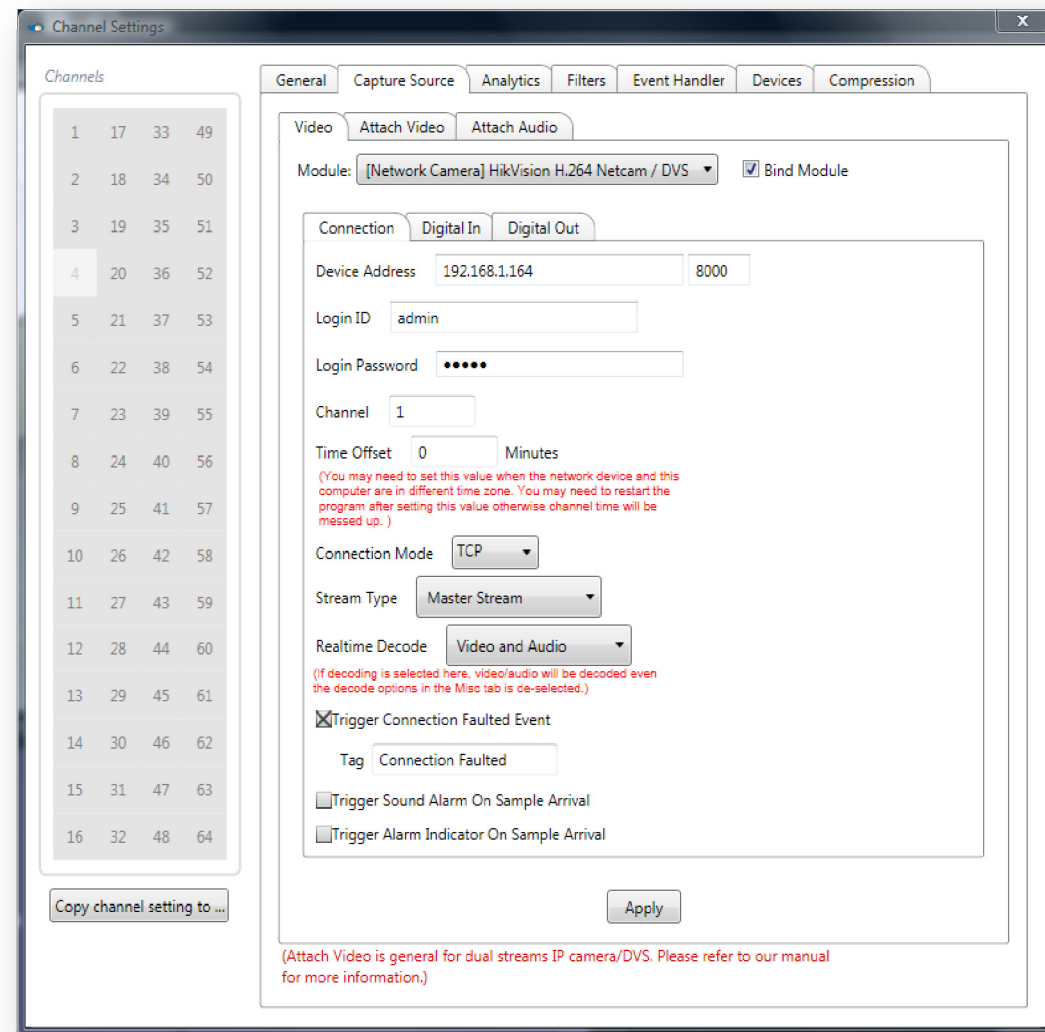 Channel Settings
X
Channels
1 17 33 49
2 18 34 50
3 19 35 51
4 20 36 52
5 21 37 53
6 22 38 54
7 23 39 55
8 24 40 56
9 25 41 57
10 26 42 58
11 27 43 59
12 28 44 60
13 29 45 61
14 30 46 62
15 31 47 63
16 32 48 64
Copy channel setting to ...
General Capture Source Analytics Filters Event Handler Devices Compression
Video Attach Video Attach Audio
Module: [Network Camera] HikVision H.264 Netcam / DVS Bind Module
Connection Digital In Digital Out
Device Address 192.168.1.164 8000
Login ID admin
Login Password •••••
Channel 1
Time Offset 0 Minutes
(You may need to set this value when the network device and this
computer are in different time zone. You may need to restart the
program after setting this value otherwise channel time will be
messed up. )
Connection Mode TCP
Stream Type Master Stream
Realtime Decode Video and Audio
(If decoding is selected here, video/audio will be decoded even
the decode options in the Misc tab is de-selected.)
Trigger Connection Faulted Event
Tag Connection Faulted
Trigger Sound Alarm On Sample Arrival
Trigger Alarm Indicator On Sample Arrival
Apply
(Attach Video is general for dual streams IP camera/DVS. Please refer to our manual
for more information.)